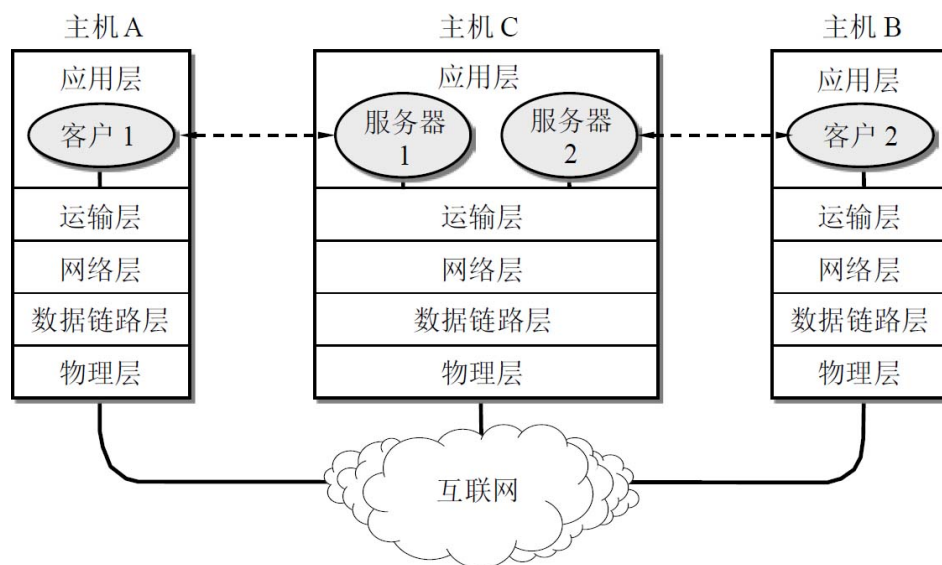 主机 A
主机 C
主机 B
应用层
应用层
应用层
客户 1
服务器
1
服务器
2
客户 2
运输层
运输层
运输层
网络层
网络层
网络层
数据链路层
数据链路层
数据链路层
物理层
物理层
物理层
互联网